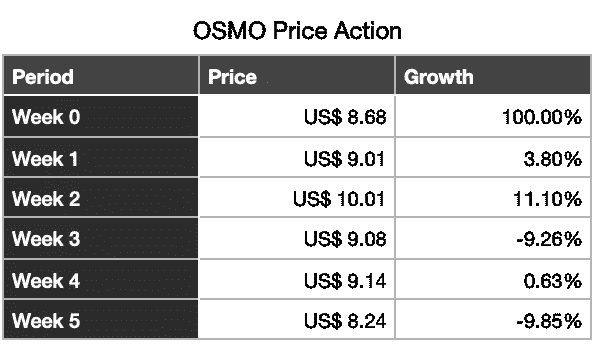 OSMO Price Action
Period Price Growth
Week 0 US$ 8.68 100.00%
Week 1 US$ 9.01 3.80%
Week 2 US$ 10.01 11.10%
Week 3 US$ 9.08 -9.26%
Week 4 US$ 9.14 0.63%
Week 5 US$ 8.24 -9.85%